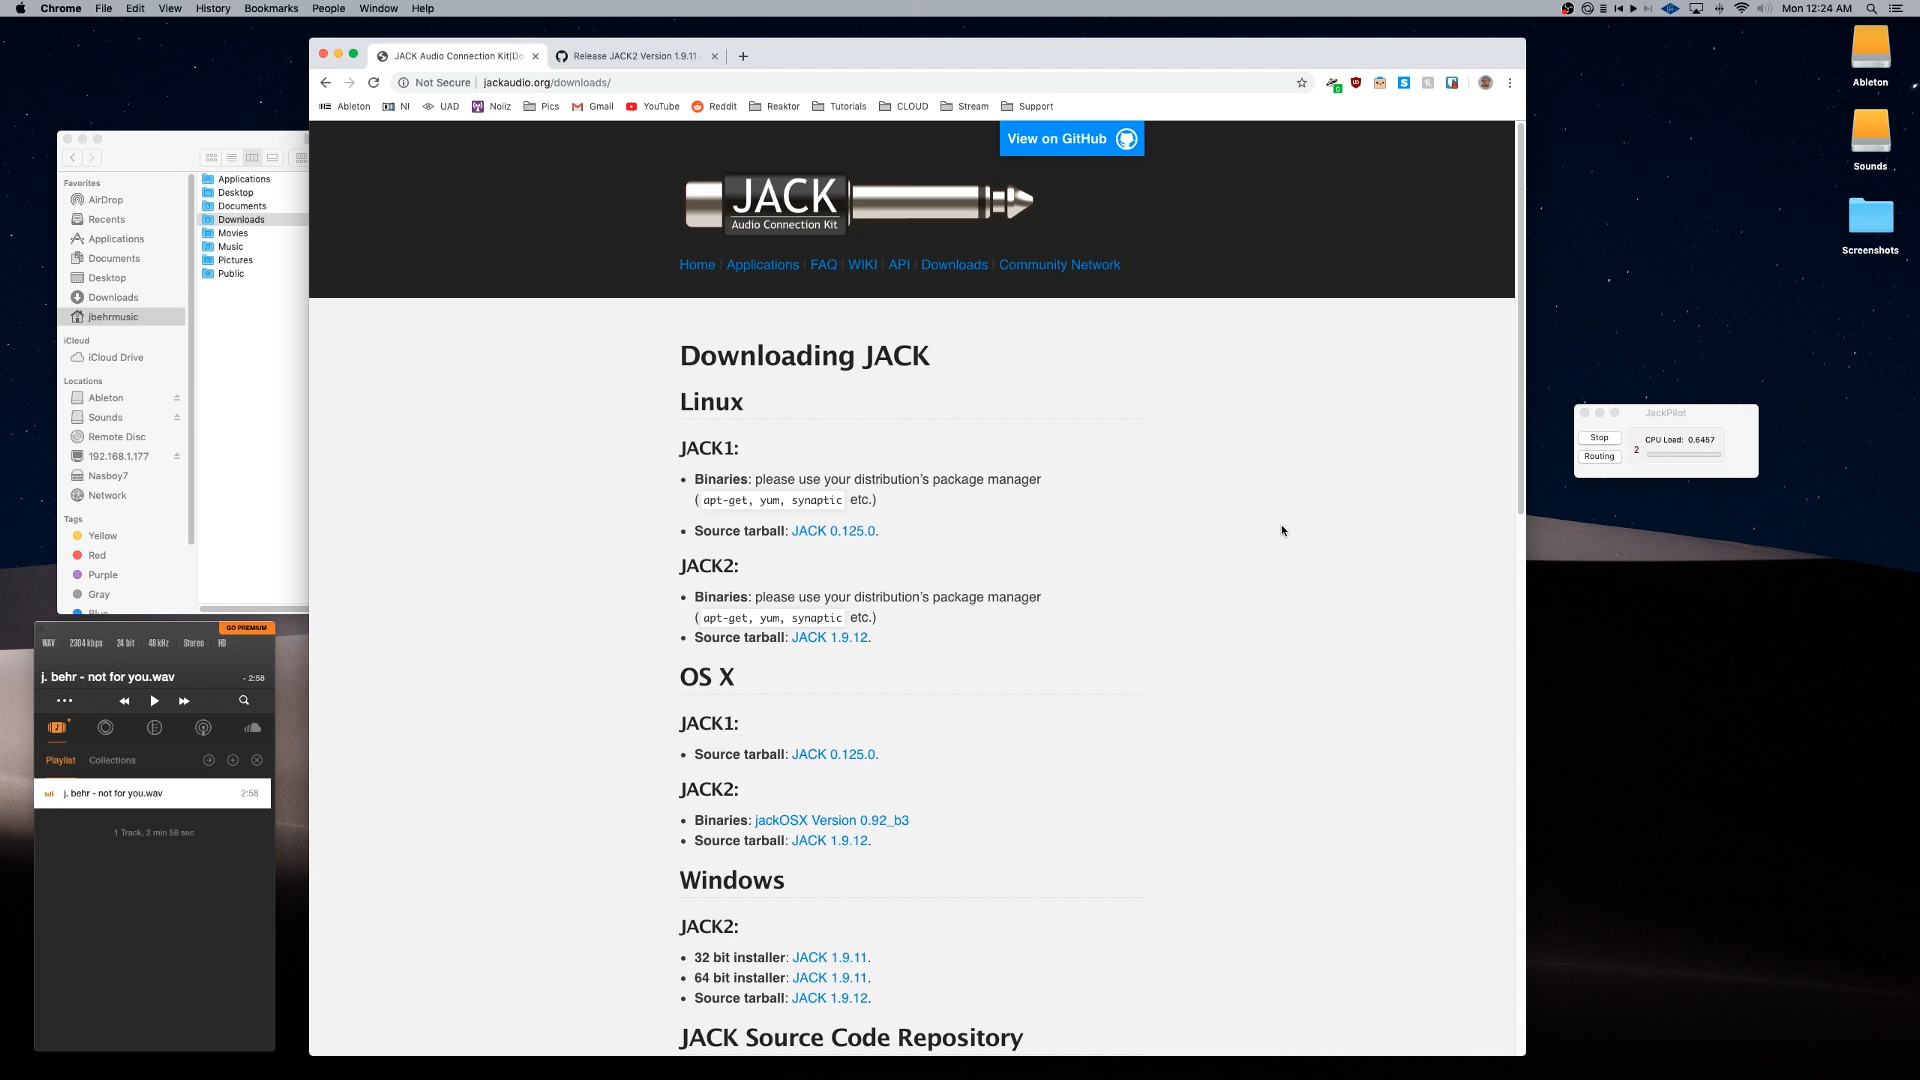 Chrome File Edit View History Bookmarks People Window Help
Mon 12:24 AM
JACK Audio Connection Kit|Do
Release JACK2 Version 1.9.11
Not Secure | jackaudio.org/downloads/
Ableton NI UAD Noiiz Pics Gmail YouTube Reddit Reaktor Tutorials CLOUD Stream Support
View on GitHub
JACK
Audio Connection Kit
Home | Applications | FAQ | WIKI | API | Downloads | Community Network
Downloading JACK
Linux
JACK1:
• Binaries: please use your distribution's package manager
( apt-get, yum, synaptic etc.)
• Source tarball: JACK 0.125.0.
JACK2:
• Binaries: please use your distribution's package manager
( apt-get, yum, synaptic etc.)
• Source tarball: JACK 1.9.12.
OS X
JACK1:
• Source tarball: JACK 0.125.0.
JACK2:
• Binaries: jackOSX Version 0.92_b3
• Source tarball: JACK 1.9.12.
Windows
JACK2:
• 32 bit installer: JACK 1.9.11.
• 64 bit installer: JACK 1.9.11.
• Source tarball: JACK 1.9.12.
JACK Source Code Repository
Favorites
AirDrop
Recents
Applications
Documents
Desktop
Downloads
jbehrmusic
iCloud
iCloud Drive
Locations
Ableton
Sounds
Remote Disc
192.168.1.177
Nasboy7
Network
Tags
Yellow
Red
Purple
Gray
Blue
Applications
Desktop
Documents
Downloads
Movies
Music
Pictures
Public
GO PREMIUM
WAV 2304 kbps 24 bit 48 kHz Stereo HD
j. behr - not for you.wav
- 2:58
Playlist Collections
j. behr - not for you.wav 2:58
1 Track, 2 min 58 sec
JackPilot
Stop
CPU Load: 0.6457
2
Routing
Ableton
Sounds
Screenshots